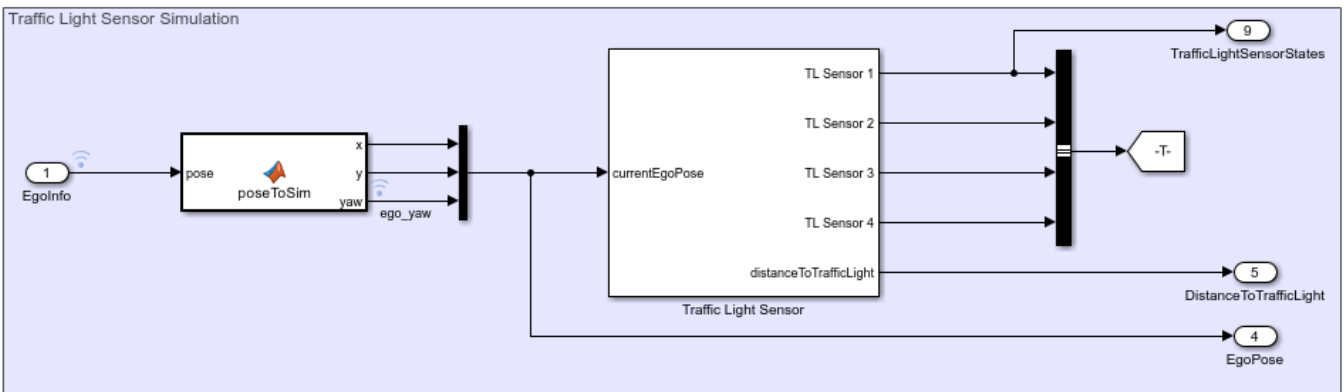 Traffic Light Sensor Simulation
9
TrafficLightSensorStates
TL Sensor 1
TL Sensor 2
x
1
EgoInfo
pose
poseToSim
y
yaw
ego_yaw
currentEgoPose
TL Sensor 3
-T-
TL Sensor 4
distanceToTrafficLight
5
DistanceToTrafficLight
Traffic Light Sensor
4
EgoPose